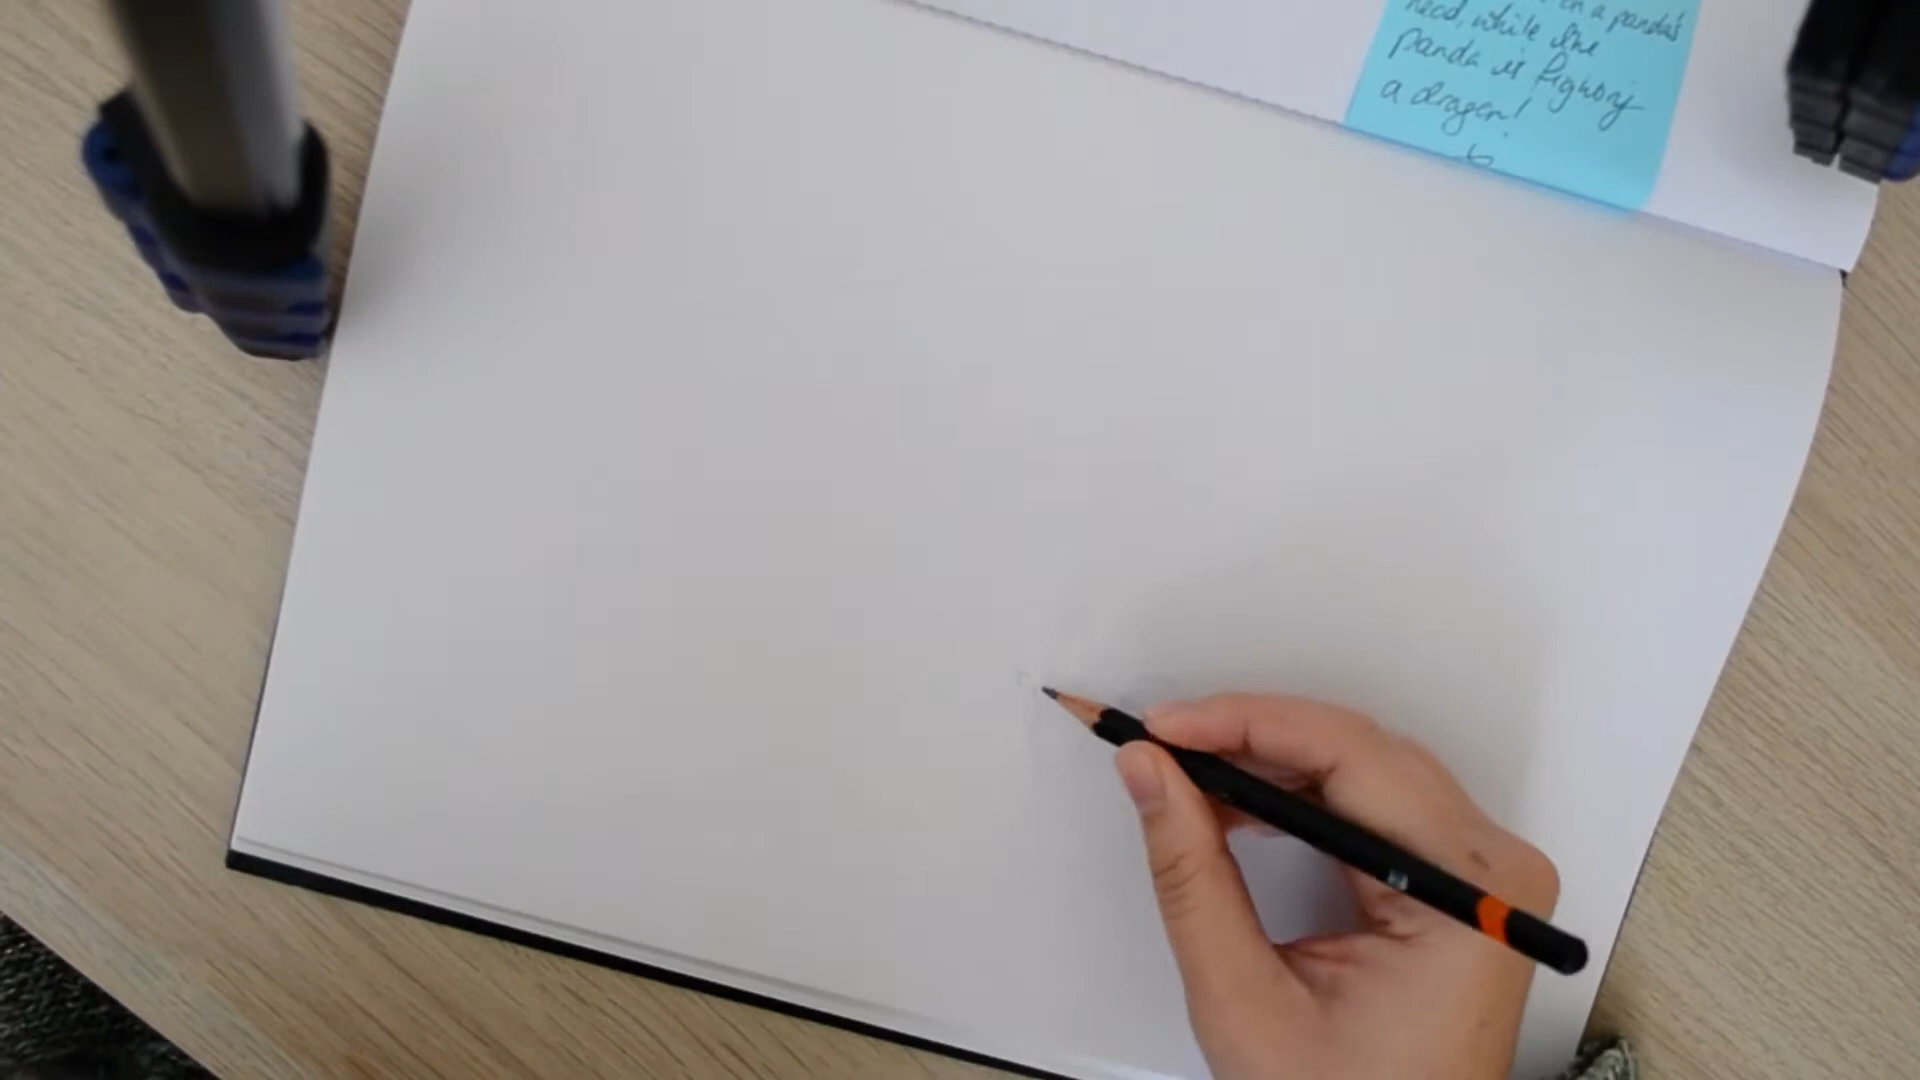 on a panda's
head, while the
panda is fighting
a dragon!